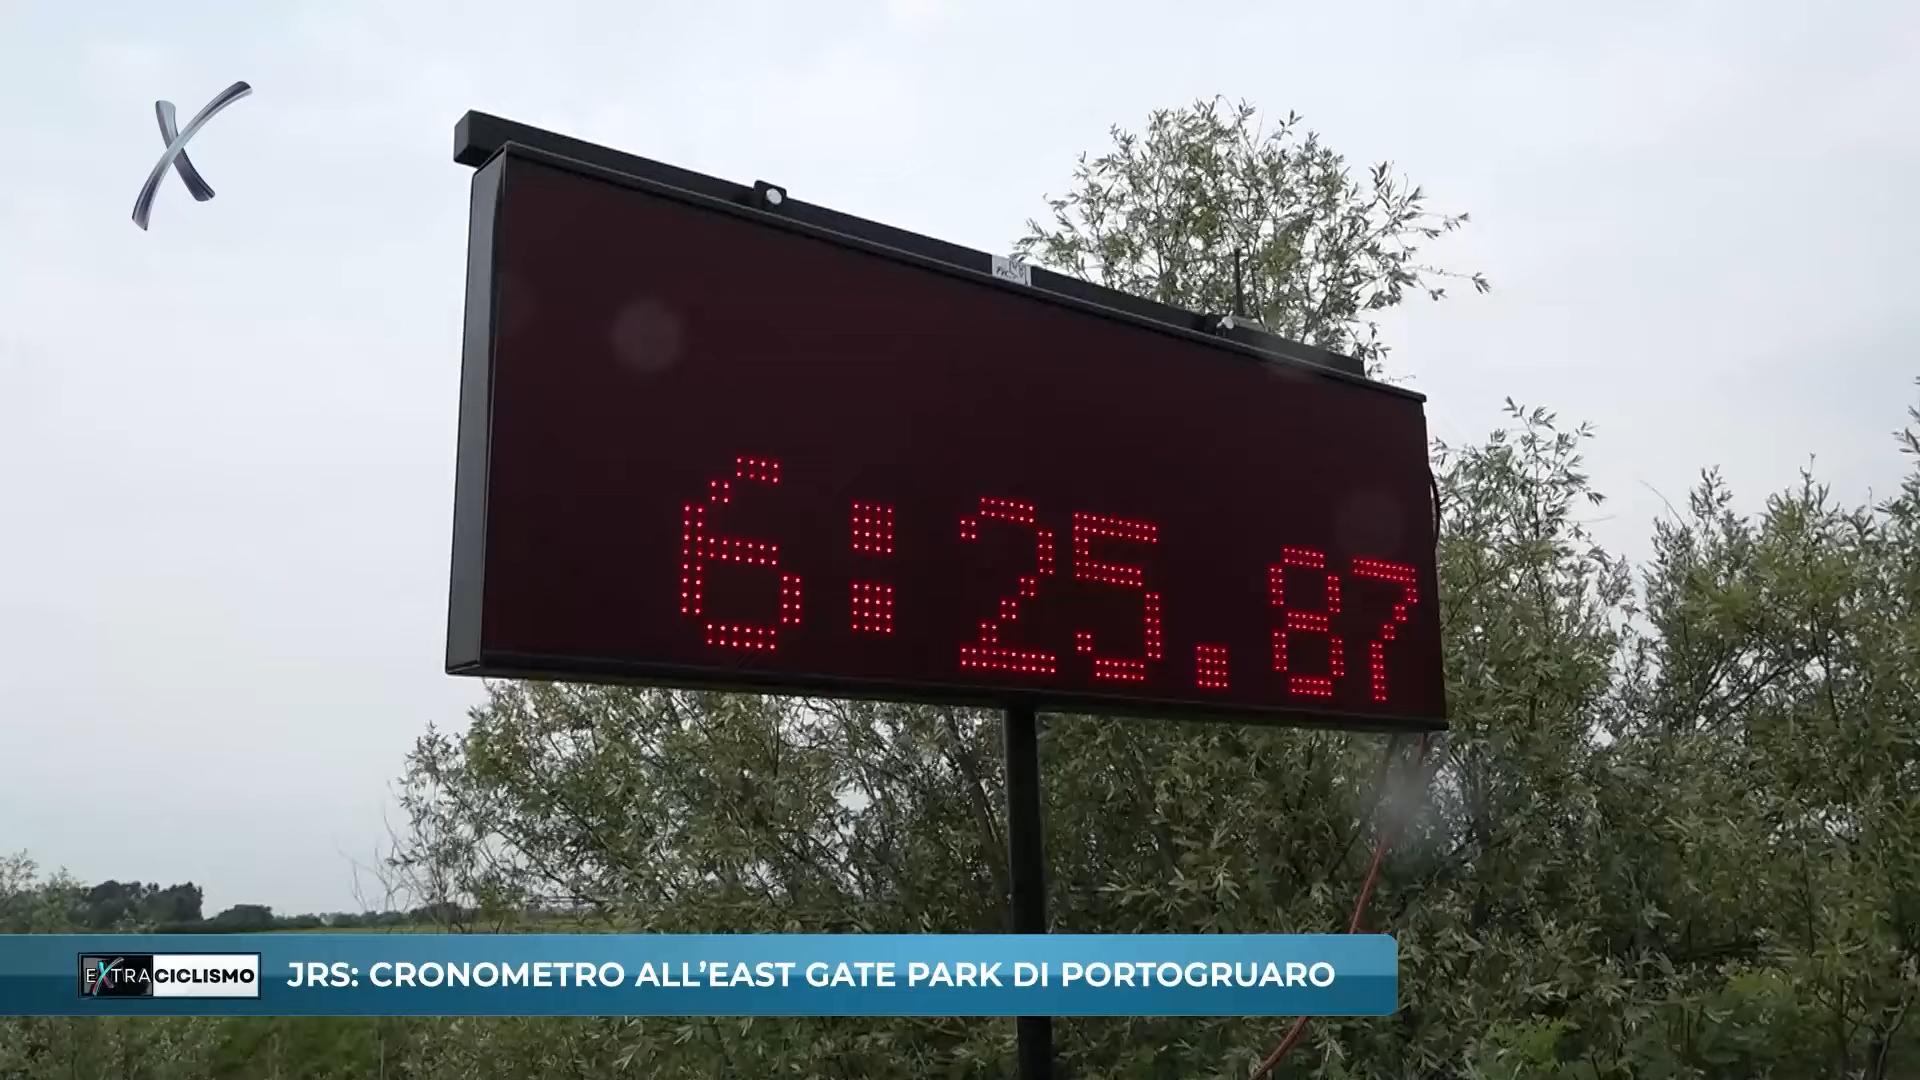 6:25.87
EXTRACICLISMO
JRS: CRONOMETRO ALL’EAST GATE PARK DI PORTOGRUARO